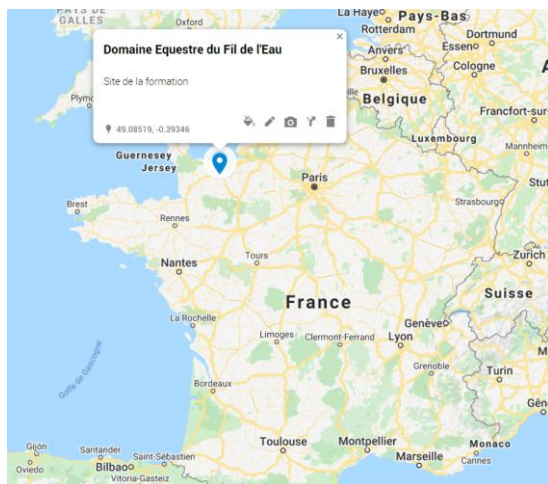 PAYS DE
GALLES
Oxford
La Haye
Pays-Bas
Rotterdam
Dortmund
Anvers
Essen
Cologne
Bruxelles
Belgique
Francfort-sur
Luxembourg
Mannheim
Plym
Domaine Equestre du Fil de l'Eau
Site de la formation
49.08519, -0.39346
Guernesey
Jersey
Paris
Strasbourg
Stut
Brest
Rennes
Zurich
Nantes
Tours
Suisse
France
La Rochelle
Genève
Limoges
Clermont-Ferrand
Lyon
Grenoble
Turin
M
Golfe de Gascogne
Bordeaux
Gên
Gijón
Santander
Saint-Sébastien
Toulouse
Montpellier
Monaco
Oviedo
Bilbao
Marseille
Cannes
Vitoria-Gasteiz